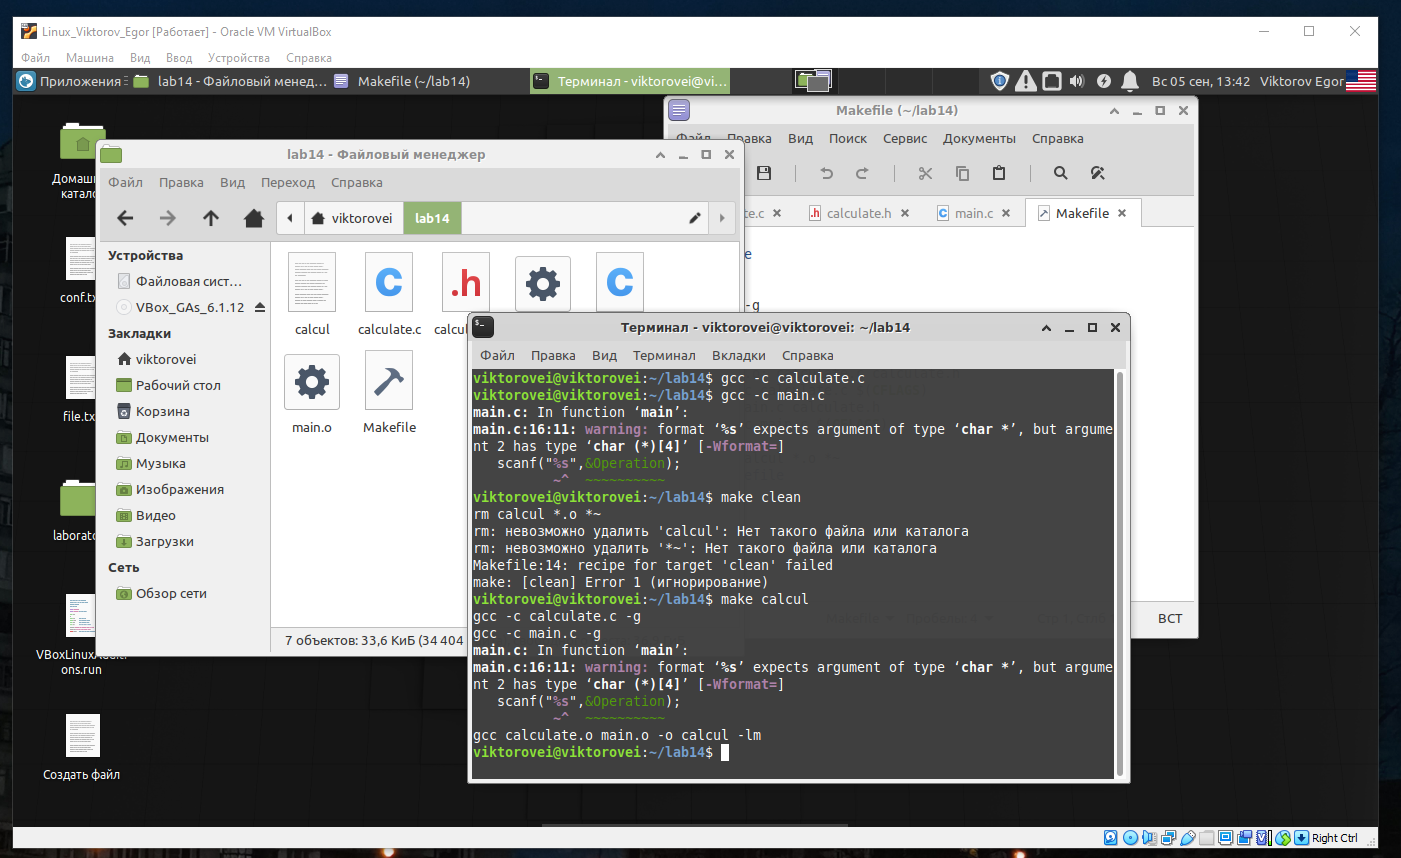 Linux_Viktorov_Egor [Работает] - Oracle VM VirtualBox
Файл Машина Вид Ввод Устройства Справка
Приложения lab14 - Файловый менед... Makefile (~/lab14) Терминал - viktorovei@vi... Вс 05 сен, 13:42 Viktorov Egor
Makefile (~/lab14)
Файл Правка Вид Поиск Сервис Документы Справка
te.c calculate.h main.c Makefile
e
-g
ВСТ
lab14 - Файловый менеджер
Файл Правка Вид Переход Справка
viktorovei lab14
Устройства
Файловая сист...
VBox_GAs_6.1.12
Закладки
viktorovei
Рабочий стол
Корзина
Документы
Музыка
Изображения
Видео
Загрузки
Сеть
Обзор сети
calcul calculate.c calcul
main.o Makefile
7 объектов: 33,6 КиБ (34 404
Домашн
катало
conf.tx
file.tx
laborato
VBoxLinuxAddit
ons.run
Создать файл
Терминал - viktorovei@viktorovei: ~/lab14
Файл Правка Вид Терминал Вкладки Справка
viktorovei@viktorovei:~/lab14$ gcc -c calculate.c
viktorovei@viktorovei:~/lab14$ gcc -c main.c
main.c: In function ‘main’:
main.c:16:11: warning: format ‘%s’ expects argument of type ‘char *’, but argume
nt 2 has type ‘char (*)[4]’ [-Wformat=]
scanf("%s",&Operation);
~^ ~~~~~~~~~~
viktorovei@viktorovei:~/lab14$ make clean
rm calcul *.o *~
rm: невозможно удалить 'calcul': Нет такого файла или каталога
rm: невозможно удалить '*~': Нет такого файла или каталога
Makefile:14: recipe for target 'clean' failed
make: [clean] Error 1 (игнорирование)
viktorovei@viktorovei:~/lab14$ make calcul
gcc -c calculate.c -g
gcc -c main.c -g
main.c: In function ‘main’:
main.c:16:11: warning: format ‘%s’ expects argument of type ‘char *’, but argume
nt 2 has type ‘char (*)[4]’ [-Wformat=]
scanf("%s",&Operation);
~^ ~~~~~~~~~~
gcc calculate.o main.o -o calcul -lm
viktorovei@viktorovei:~/lab14$
Right Ctrl